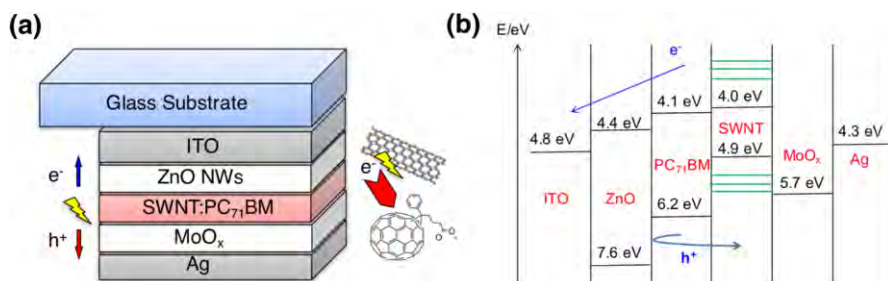 (a)
Glass Substrate
ITO
ZnO NWs
SWNT:PC₇₁BM
MoOₓ
Ag
e⁻
h⁺
e⁻
O
O
(b)
E/eV
e⁻
4.8 eV
4.4 eV
4.1 eV
4.0 eV
SWNT
4.9 eV
4.3 eV
ITO
ZnO
PC₇₁BM
MoOₓ
Ag
5.7 eV
6.2 eV
7.6 eV
h⁺